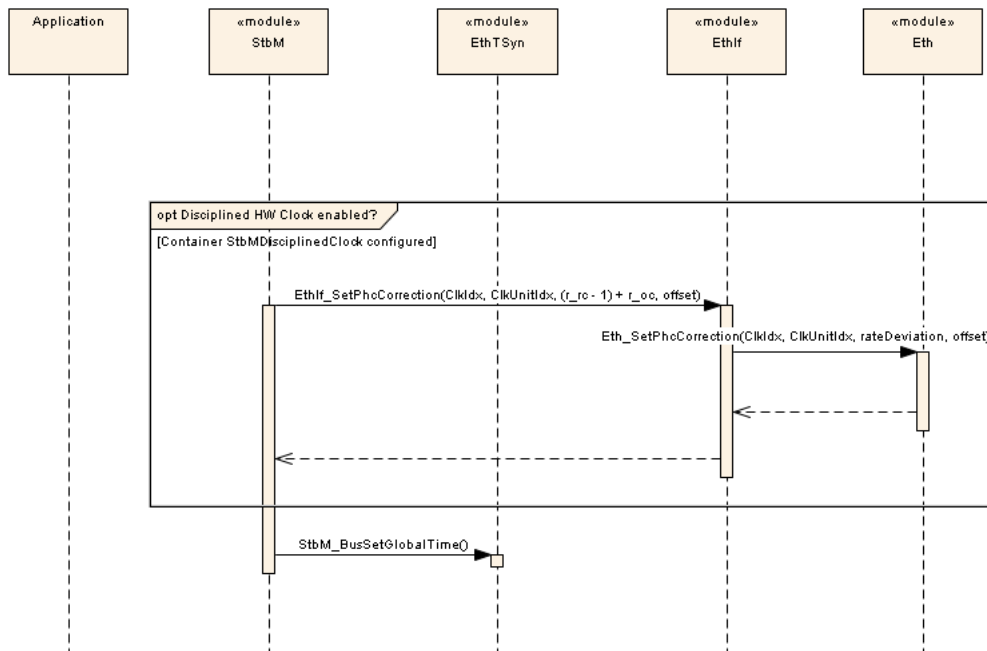 Application
«module»
StbM
«module»
EthTSyn
«module»
EthIf
«module»
Eth
opt Disciplined HW Clock enabled?
[Container StbMDisciplinedClock configured]
EthIf_SetPhcCorrection(ClkIdx, ClkUnitIdx, (r_rc - 1) + r_oc, offset)
Eth_SetPhcCorrection(ClkIdx, ClkUnitIdx, rateDeviation, offset)
StbM_BusSetGlobalTime()